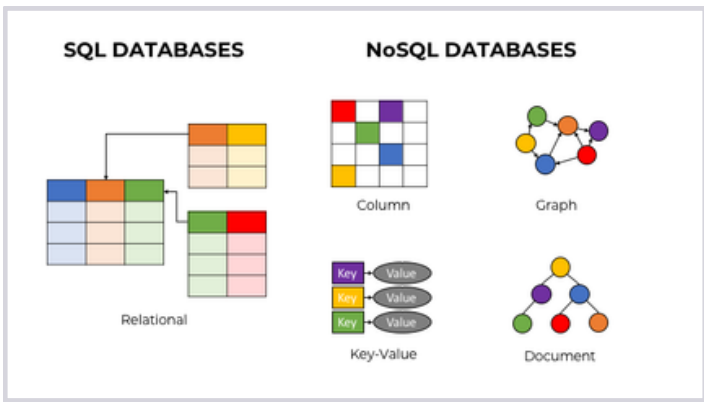 SQL DATABASES
NoSQL DATABASES
Relational
Column
Graph
Key Value
Key Value
Key Value
Key-Value
Document